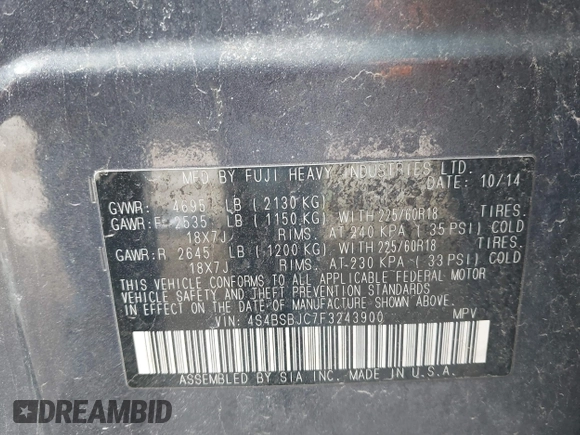 MFD BY FUJI HEAVY INDUSTRIES LTD.
DATE: 10/14
GVWR: 4695 LB ( 2130 KG)
GAWR:F 2535 LB ( 1150 KG) WITH 225/60R18 TIRES.
18X7J RIMS. AT 240 KPA ( 35 PSI) COLD
GAWR:R 2645 LB ( 1200 KG) WITH 225/60R18 TIRES.
18X7J RIMS. AT 230 KPA ( 33 PSI) COLD
THIS VEHICLE CONFORMS TO ALL APPLICABLE FEDERAL MOTOR
VEHICLE SAFETY AND THEFT PREVENTION STANDARDS
IN EFFECT ON THE DATE OF MANUFACTURE SHOWN ABOVE.
VIN: 4S4BSBJC7F3243900 MPV
ASSEMBLED BY SIA INC. MADE IN U.S.A.
DREAMBID